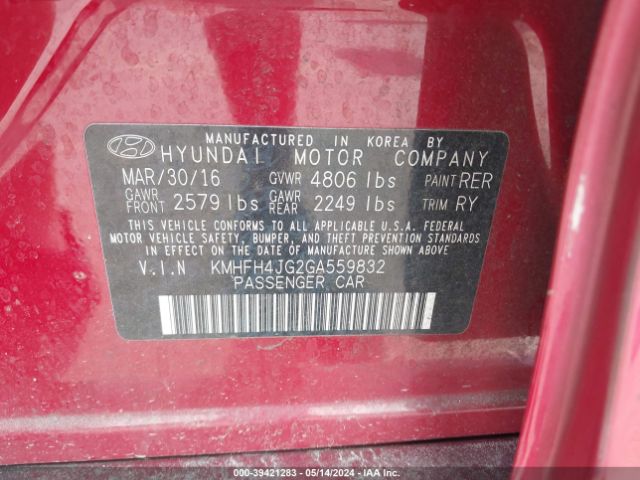 MANUFACTURED IN KOREA BY
HYUNDAI MOTOR COMPANY
MAR/30/16 GVWR 4806 lbs PAINT RER
GAWR FRONT 2579 lbs GAWR REAR 2249 lbs TRIM RY
THIS VEHICLE CONFORMS TO ALL APPLICABLE U.S.A. FEDERAL
MOTOR VEHICLE SAFETY, BUMPER, AND THEFT PREVENTION
STANDARDS IN EFFECT ON THE DATE OF MANUFACTURE
SHOWN ABOVE.
V.I.N KMHFH4JG2GA559832
PASSENGER CAR
000-39421283 - 05/14/2024 - IAA Inc.